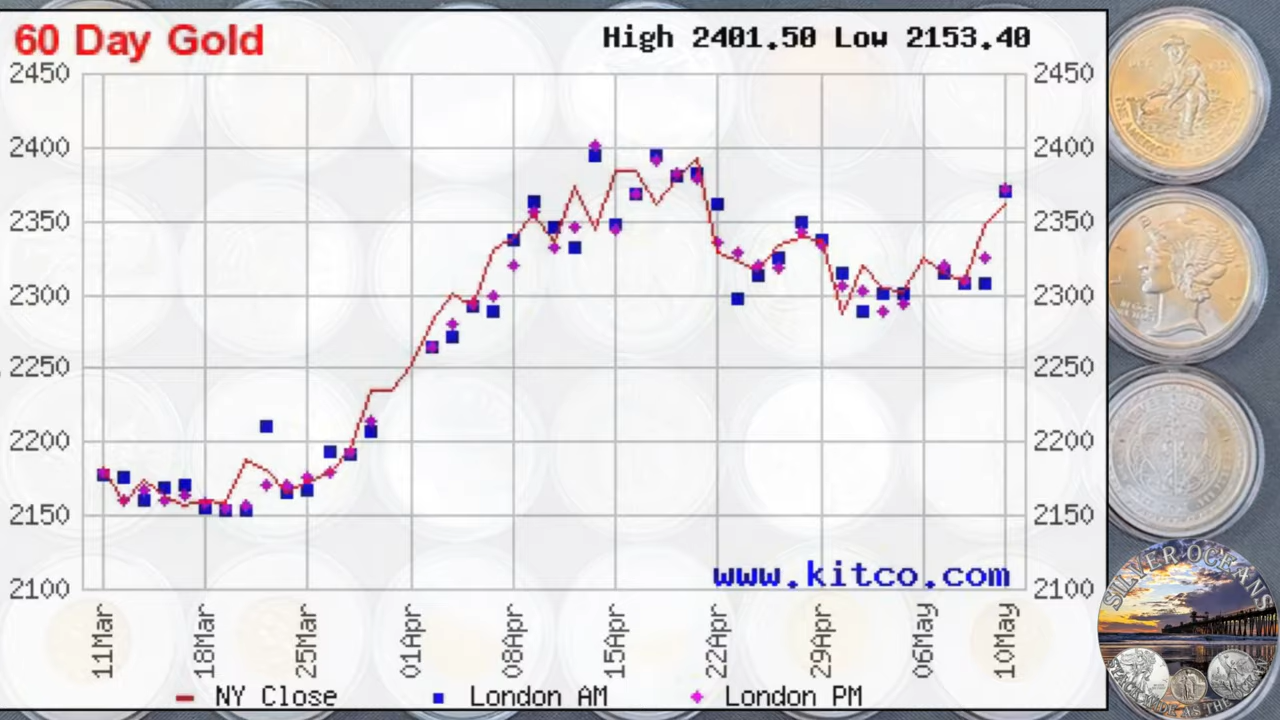 60 Day Gold
High 2401.50 Low 2153.40
2450 2450
2400 2400
2350 2350
2300 2300
2250 2250
2200 2200
2150 2150
www.kitco.com
2100 2100
11Mar 18Mar 25Mar 01Apr 08Apr 15Apr 22Apr 29Apr 06May 10May
NY Close London AM London PM
SILVER OCEANS